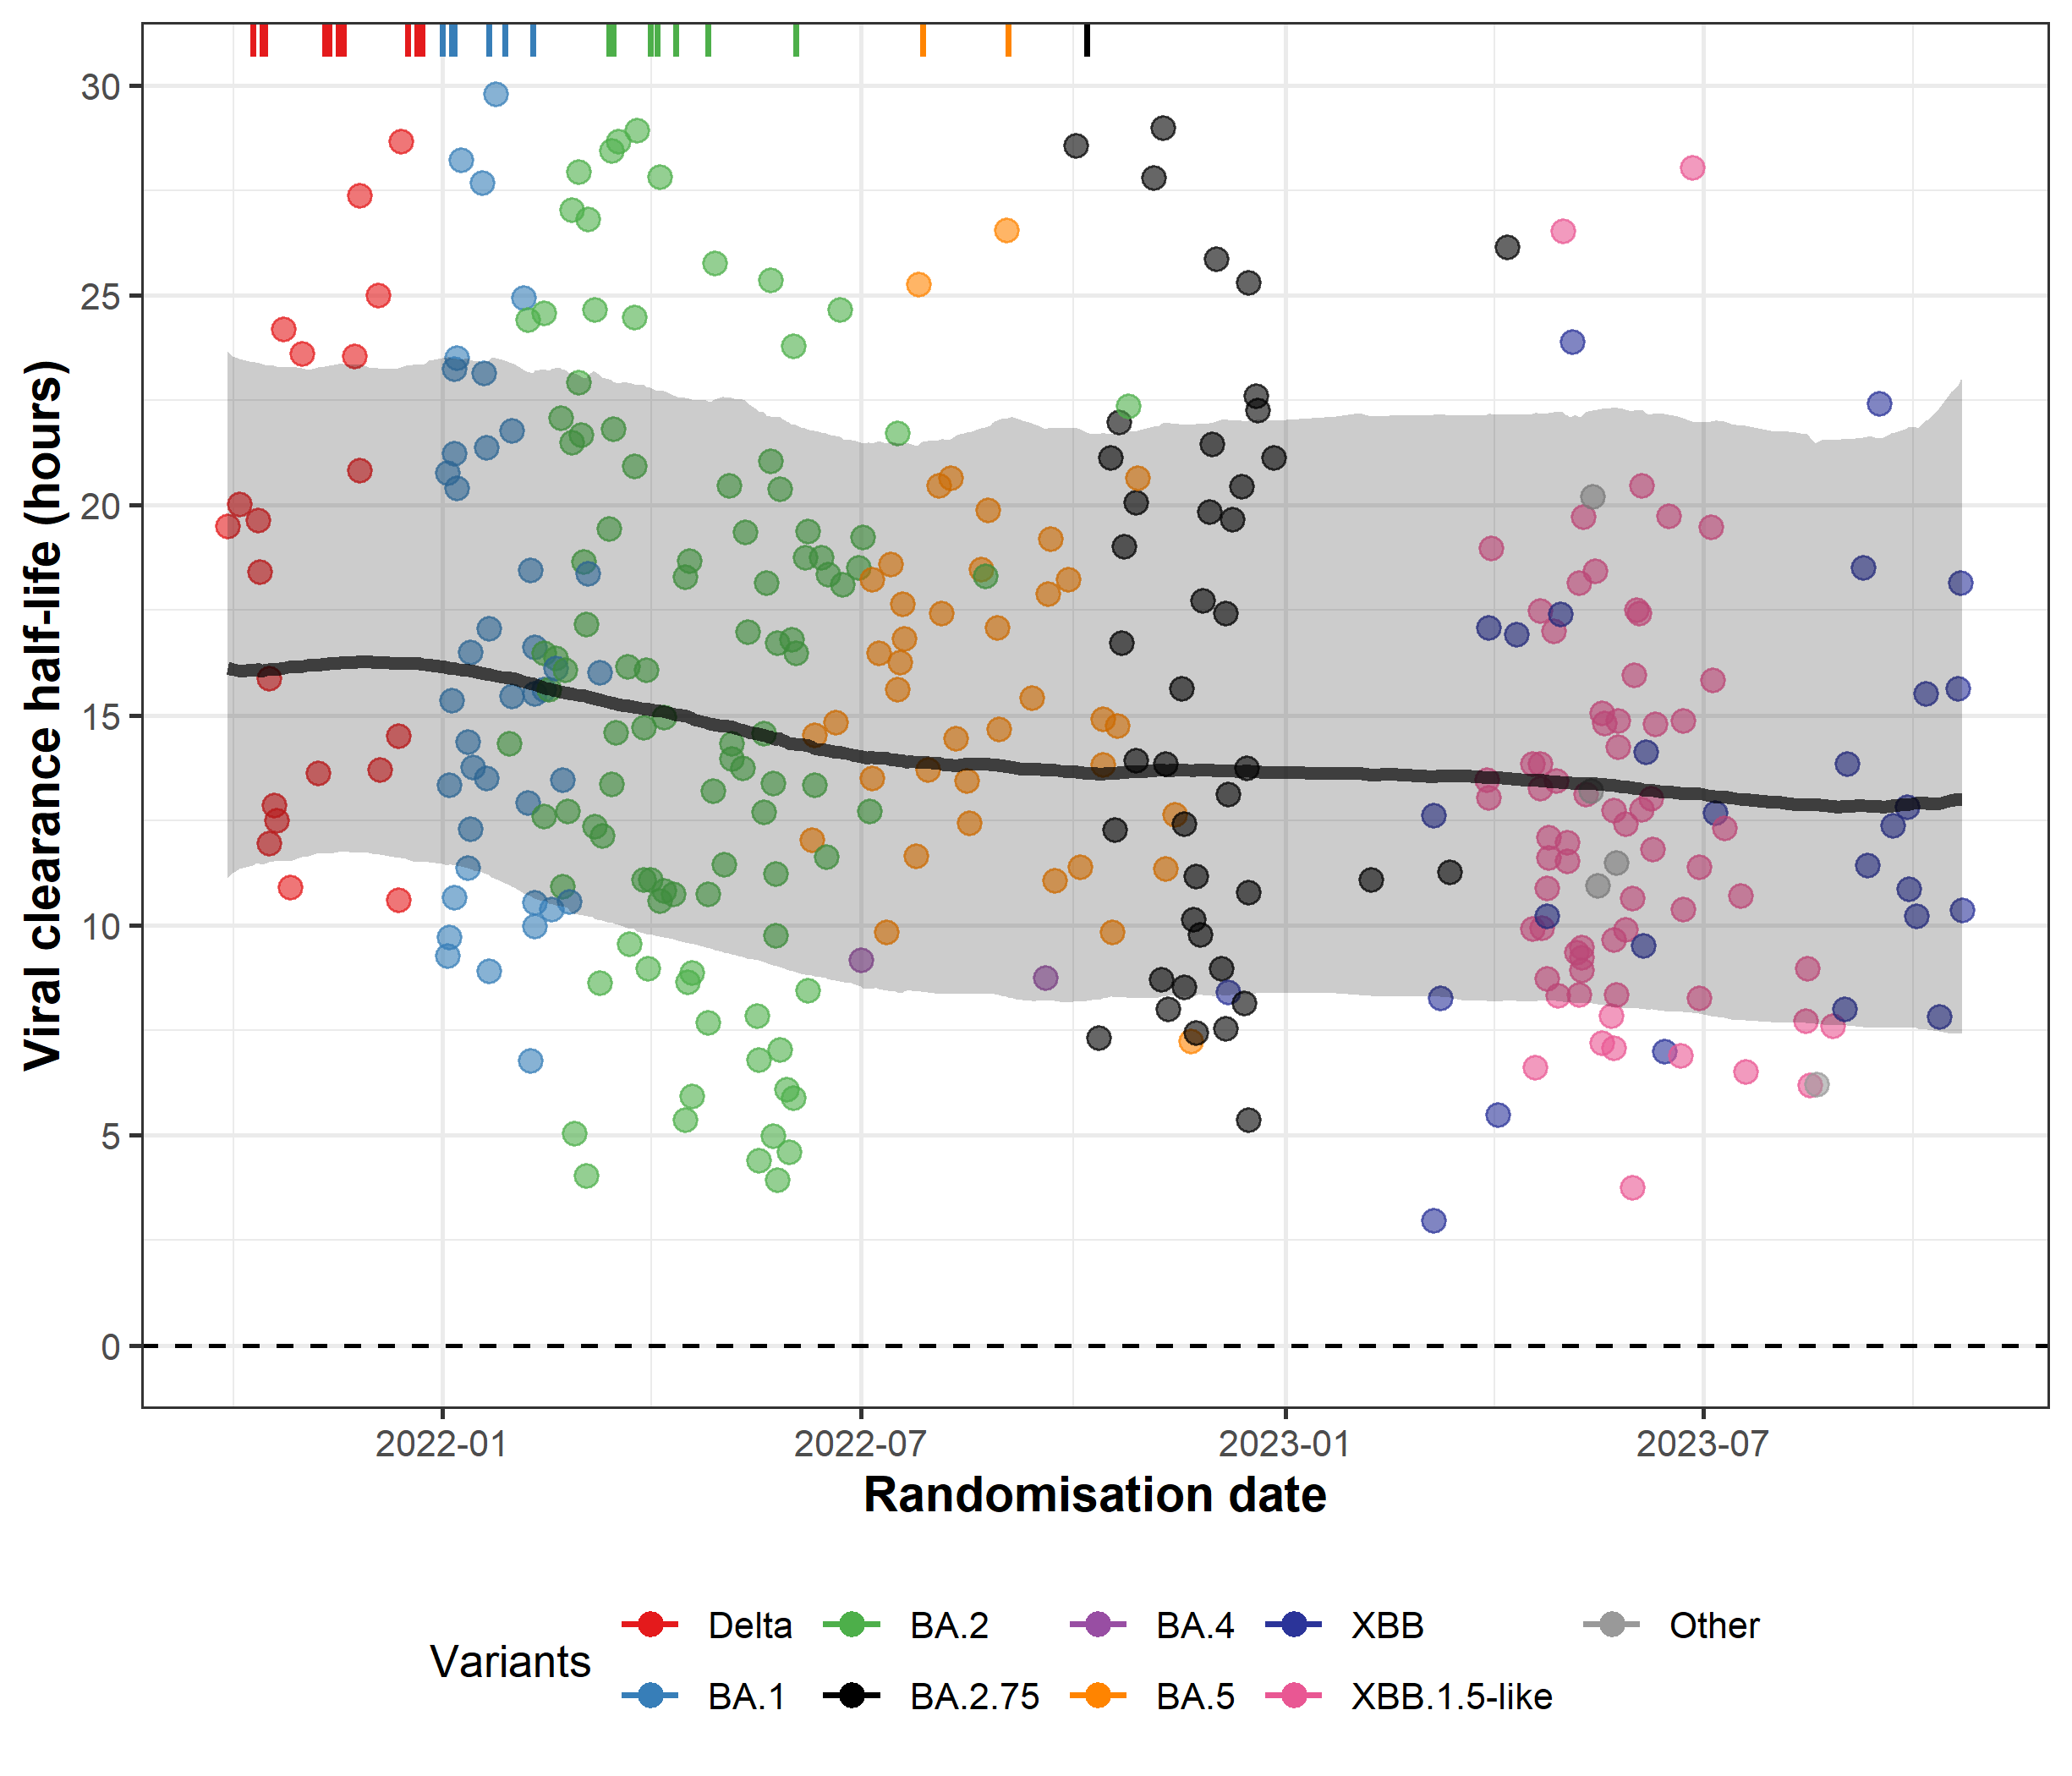 Viral clearance half-life (hours)
30
25
20
15
10
5
0
2022-01 2022-07 2023-01 2023-07
Randomisation date
Variants
Delta BA.2 BA.4 XBB Other
BA.1 BA.2.75 BA.5 XBB.1.5-like